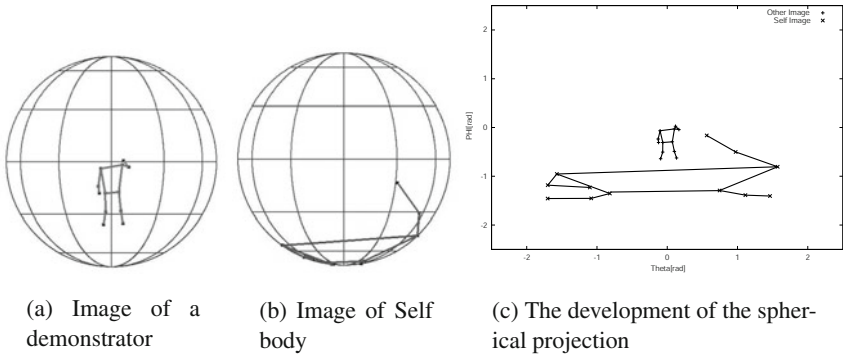 Other Image
Self Image
2
1
0
-1
-2
PHI[rad]
-2
-1
0
1
2
Theta[rad]
(a) Image of a
demonstrator
(b) Image of Self
body
(c) The development of the spher-
ical projection